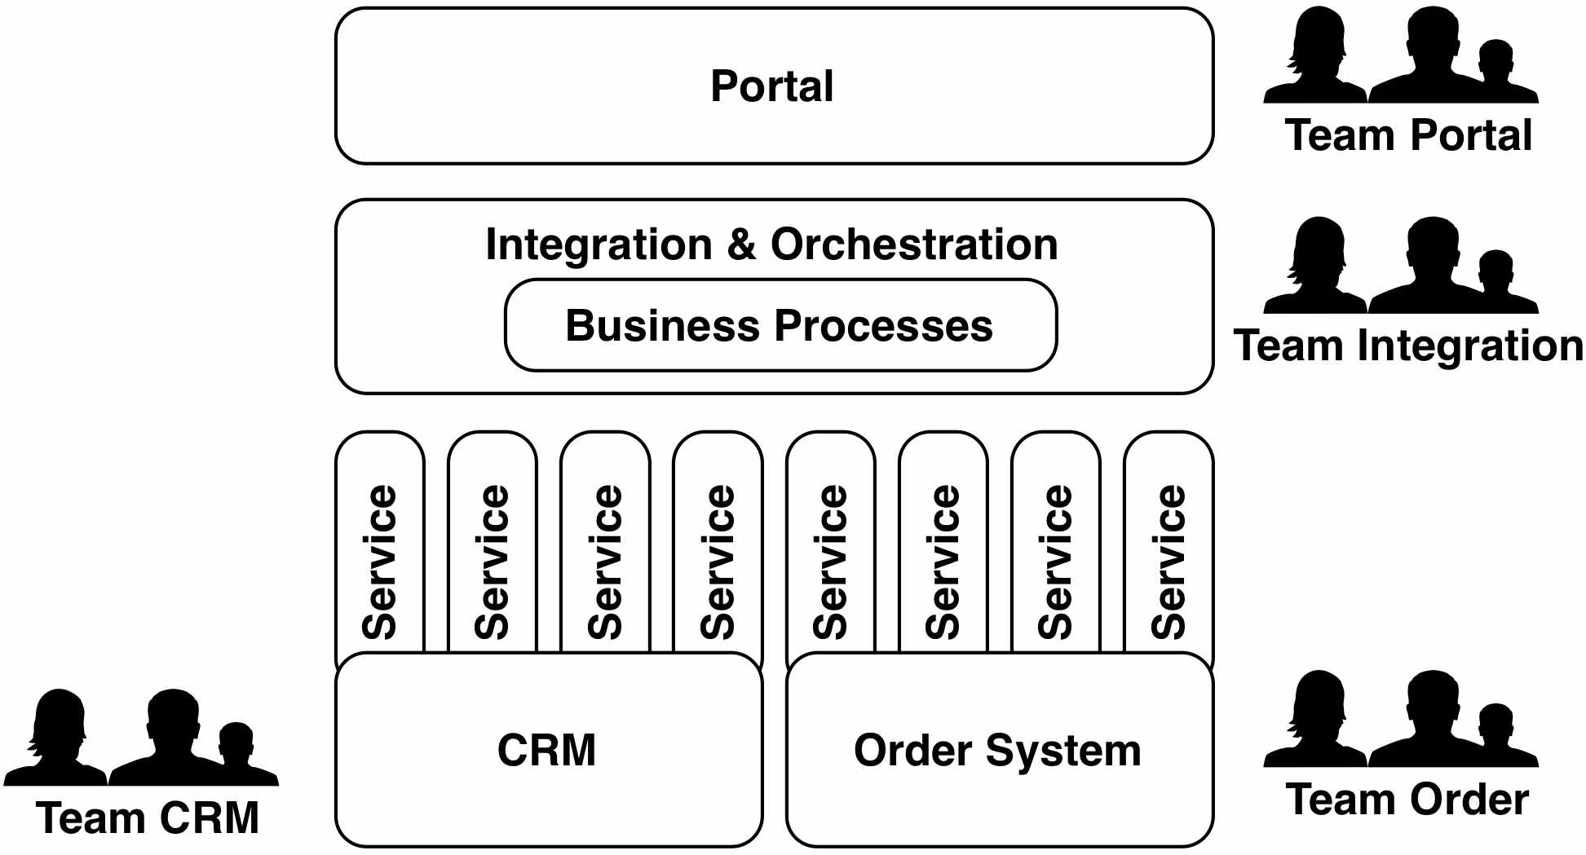 Portal
Team Portal
Integration & Orchestration
Business Processes
Team Integration
Service
Service
Service
Service
Service
Service
Service
Service
CRM
Order System
Team CRM
Team Order